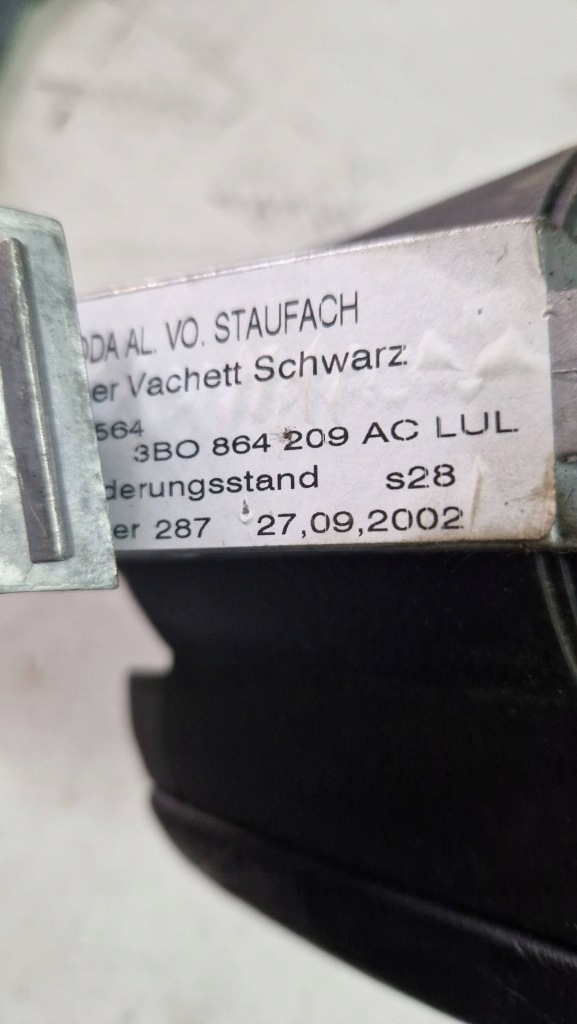 ODA AL. VO. STAUFACH
er Vachett Schwarz
564
3B0 864 209 AC LUL
derungsstand s28
er 287 27,09,2002